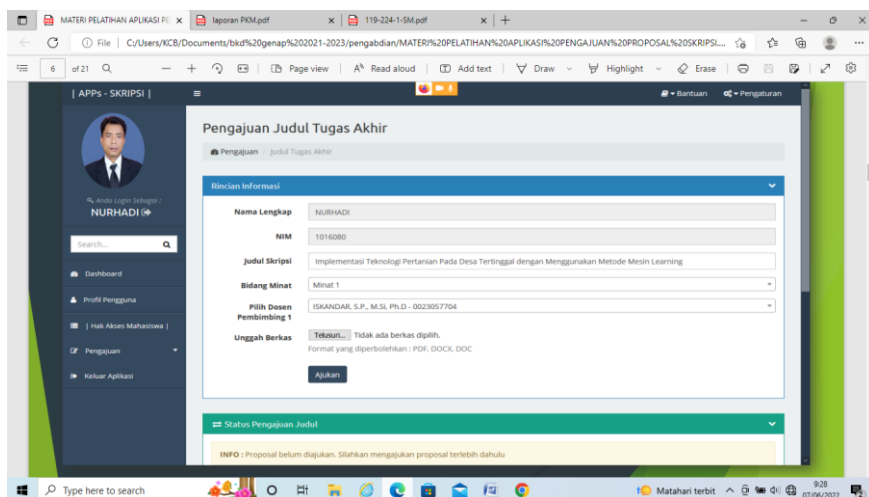 MATERI PELATIHAN APLIKASI PE
laporan PKM.pdf
119-224-1-SM.pdf
File
C:/Users/KCB/Documents/bkd%20genap%202021-2023/pengabdian/MATERI%20PELATIHAN%20APLIKASI%20PENGAJUAN%20PROPOSAL%20SKRIPSI....
6 of 21
Page view
Read aloud
Add text
Draw
Highlight
Erase
| APPs - SKRIPSI |
Bantuan
Pengaturan
Pengajuan Judul Tugas Akhir
Pengajuan / Judul Tugas Akhir
Anda Login Sebagai :
NURHADI
Search...
Dashboard
Profil Pengguna
| Hak Akses Mahasiswa |
Pengajuan
Keluar Aplikasi
Rincian Informasi
Nama Lengkap
NURHADI
NIM
1016080
Judul Skripsi
Implementasi Teknologi Pertanian Pada Desa Tertinggal dengan Menggunakan Metode Mesin Learning
Bidang Minat
Minat 1
Pilih Dosen
Pembimbing 1
ISKANDAR, S.P., M.Si, Ph.D - 0023057704
Unggah Berkas
Telusuri... Tidak ada berkas dipilih.
Format yang diperbolehkan : PDF, DOCX, DOC
Ajukan
Status Pengajuan Judul
INFO : Proposal belum diajukan. Silahkan mengajukan proposal terlebih dahulu
Type here to search
Matahari terbit
9:28
07/06/2022